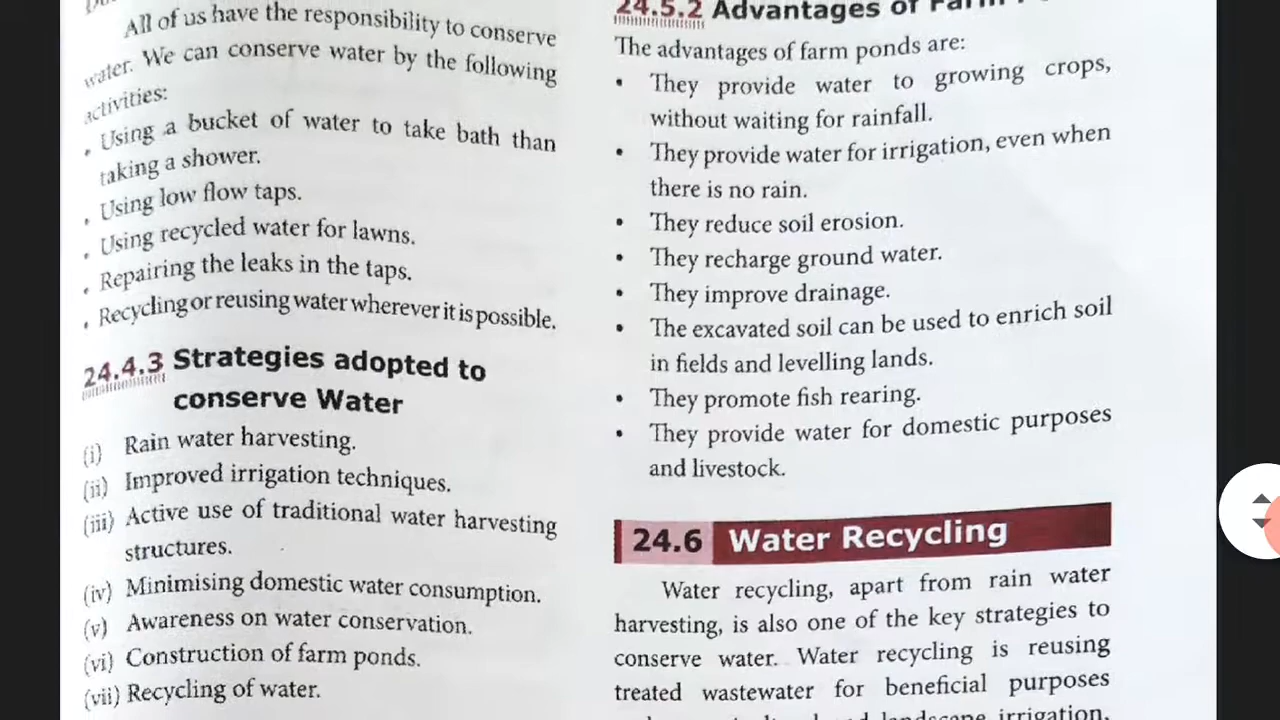 All of us have the responsibility to conserve
water. We can conserve water by the following
activities:
• Using a bucket of water to take bath than
taking a shower.
• Using low flow taps.
• Using recycled water for lawns.
• Repairing the leaks in the taps.
• Recycling or reusing water wherever it is possible.
24.4.3 Strategies adopted to
conserve Water
(i) Rain water harvesting.
(ii) Improved irrigation techniques.
(iii) Active use of traditional water harvesting
structures.
(iv) Minimising domestic water consumption.
(v) Awareness on water conservation.
(vi) Construction of farm ponds.
(vii) Recycling of water.
24.5.2 Advantages of Farm
The advantages of farm ponds are:
• They provide water to growing crops,
without waiting for rainfall.
• They provide water for irrigation, even when
there is no rain.
• They reduce soil erosion.
• They recharge ground water.
• They improve drainage.
• The excavated soil can be used to enrich soil
in fields and levelling lands.
• They promote fish rearing.
• They provide water for domestic purposes
and livestock.
24.6 Water Recycling
Water recycling, apart from rain water
harvesting, is also one of the key strategies to
conserve water. Water recycling is reusing
treated wastewater for beneficial purposes
landscape irrigation,